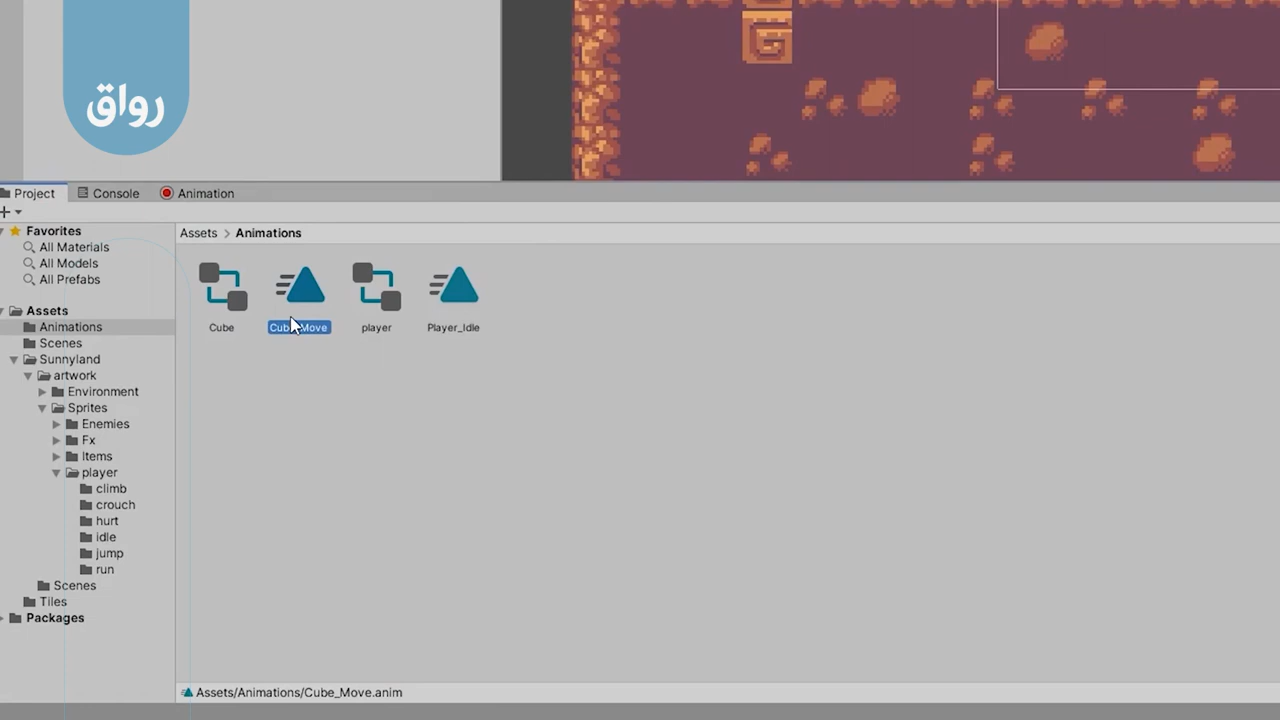 رواق
Project
Console
Animation
Favorites
All Materials
All Models
All Prefabs
Assets
Animations
Scenes
Sunnyland
artwork
Environment
Sprites
Enemies
Fx
Items
player
climb
crouch
hurt
idle
jump
run
Scenes
Tiles
Packages
Assets > Animations
Cube
Cube_Move
player
Player_Idle
Assets/Animations/Cube_Move.anim